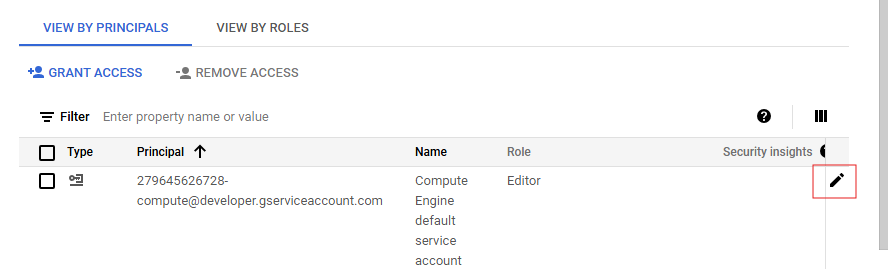 VIEW BY PRINCIPALS VIEW BY ROLES
GRANT ACCESS REMOVE ACCESS
Filter Enter property name or value
Type Principal Name Role Security insights
279645626728- Compute Editor
compute@developer.gserviceaccount.com Engine
default
service
account